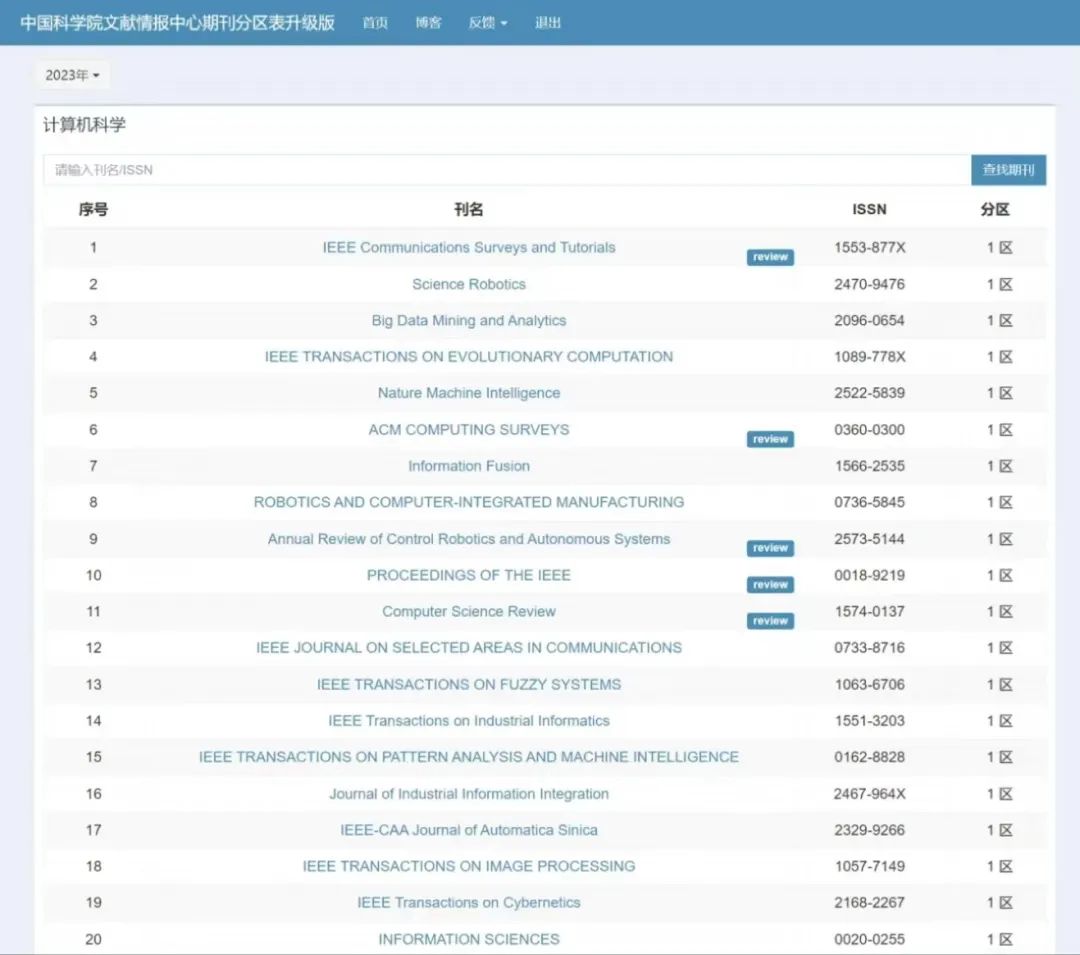 中国科学院文献情报中心期刊分区表升级版 首页 博客 反馈 退出
2023年
计算机科学
请输入刊名/ISSN 查找期刊
序号 刊名 ISSN 分区
1 IEEE Communications Surveys and Tutorials review 1553-877X 1 区
2 Science Robotics 2470-9476 1 区
3 Big Data Mining and Analytics 2096-0654 1 区
4 IEEE TRANSACTIONS ON EVOLUTIONARY COMPUTATION 1089-778X 1 区
5 Nature Machine Intelligence 2522-5839 1 区
6 ACM COMPUTING SURVEYS review 0360-0300 1 区
7 Information Fusion 1566-2535 1 区
8 ROBOTICS AND COMPUTER-INTEGRATED MANUFACTURING 0736-5845 1 区
9 Annual Review of Control Robotics and Autonomous Systems review 2573-5144 1 区
10 PROCEEDINGS OF THE IEEE review 0018-9219 1 区
11 Computer Science Review review 1574-0137 1 区
12 IEEE JOURNAL ON SELECTED AREAS IN COMMUNICATIONS 0733-8716 1 区
13 IEEE TRANSACTIONS ON FUZZY SYSTEMS 1063-6706 1 区
14 IEEE Transactions on Industrial Informatics 1551-3203 1 区
15 IEEE TRANSACTIONS ON PATTERN ANALYSIS AND MACHINE INTELLIGENCE 0162-8828 1 区
16 Journal of Industrial Information Integration 2467-964X 1 区
17 IEEE-CAA Journal of Automatica Sinica 2329-9266 1 区
18 IEEE TRANSACTIONS ON IMAGE PROCESSING 1057-7149 1 区
19 IEEE Transactions on Cybernetics 2168-2267 1 区
20 INFORMATION SCIENCES 0020-0255 1 区